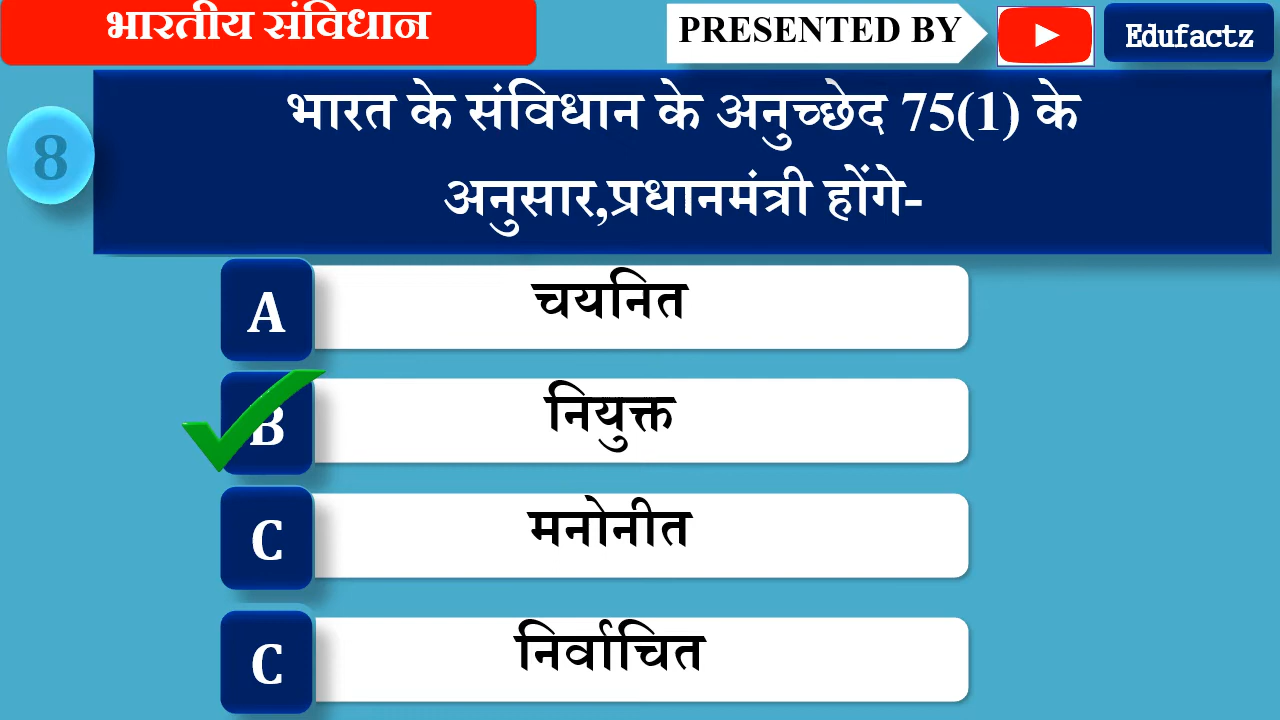 भारतीय संविधान
PRESENTED BY
Edufactz
8
भारत के संविधान के अनुच्छेद 75(1) के
अनुसार,प्रधानमंत्री होंगे-
A
चयनित
B
नियुक्त
C
मनोनीत
C
निर्वाचित